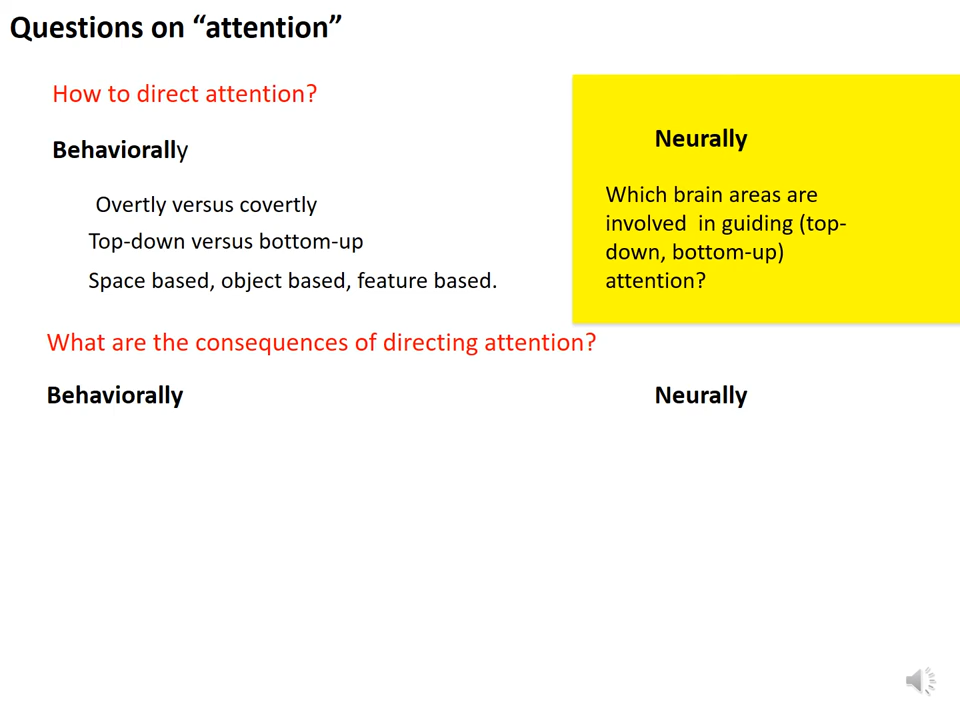 Questions on “attention”
How to direct attention?
Behaviorally
Overtly versus covertly
Top-down versus bottom-up
Space based, object based, feature based.
Neurally
Which brain areas are
involved  in guiding (top-
down, bottom-up)
attention?
What are the consequences of directing attention?
Behaviorally
Neurally